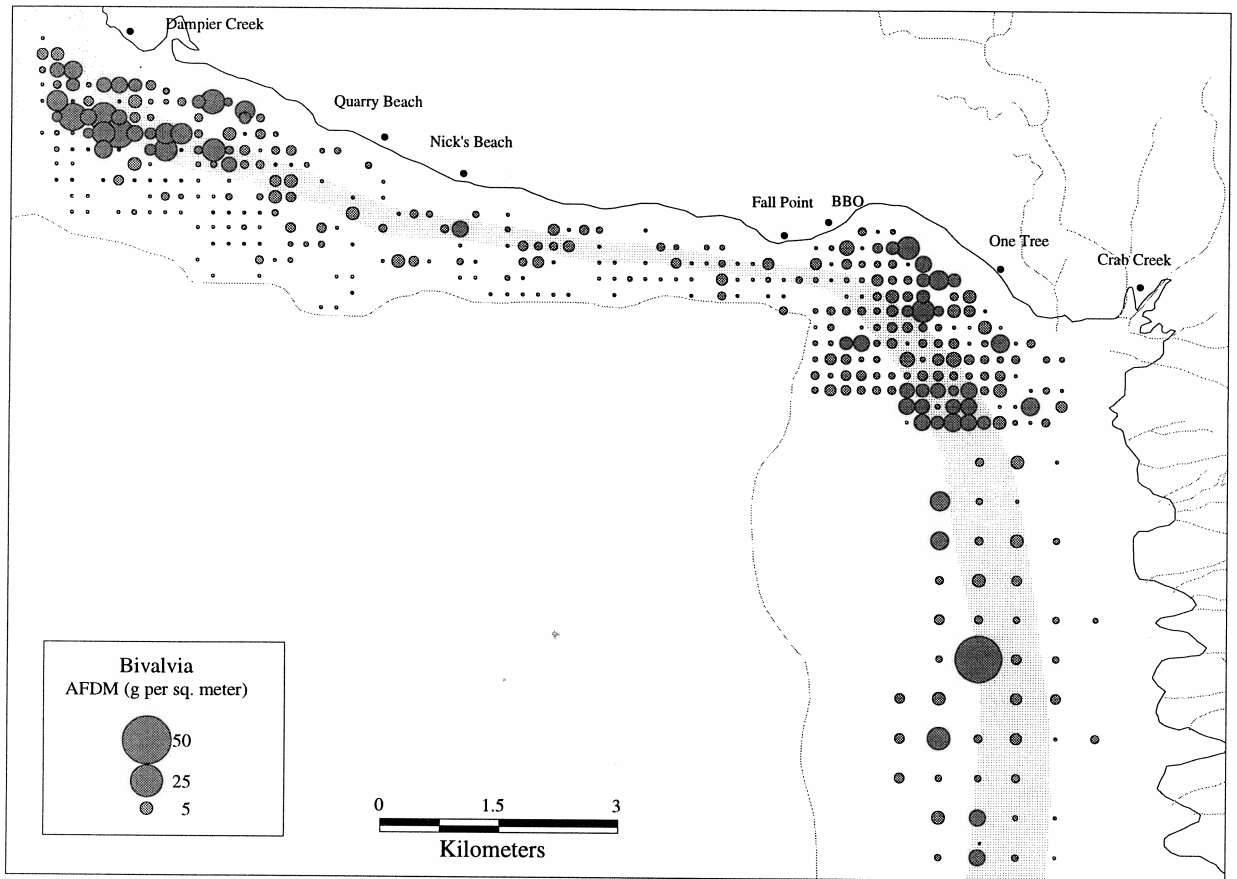 Dampier Creek
Quarry Beach
Nick's Beach
Fall Point
BBO
One Tree
Crab Creek
Bivalvia
AFDM (g per sq. meter)
50
25
5
0 1.5 3
Kilometers